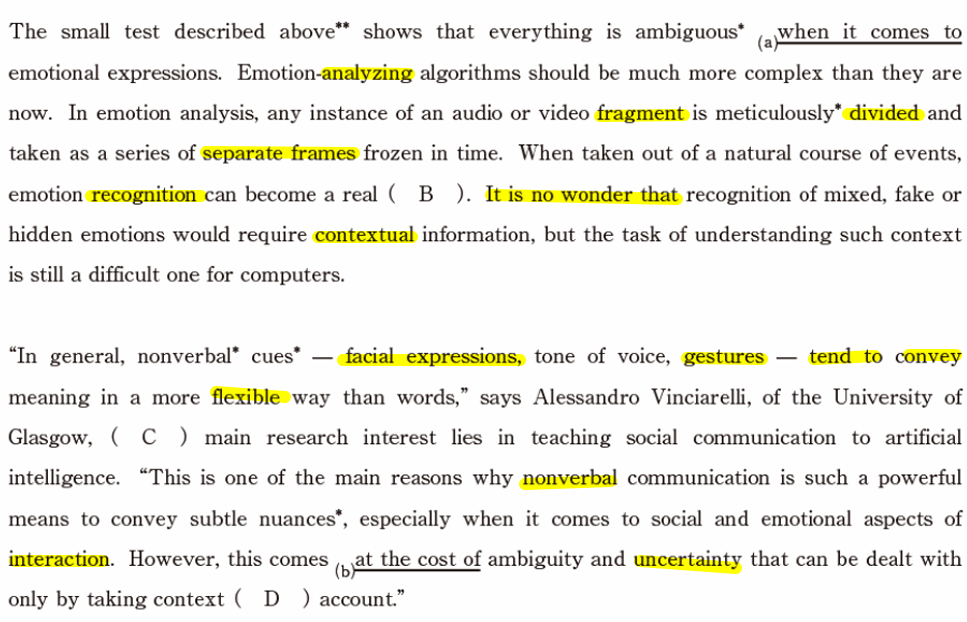 The small test described above** shows that everything is ambiguous* (a)when it comes to
emotional expressions. Emotion-analyzing algorithms should be much more complex than they are
now. In emotion analysis, any instance of an audio or video fragment is meticulously* divided and
taken as a series of separate frames frozen in time. When taken out of a natural course of events,
emotion recognition can become a real ( B ). It is no wonder that recognition of mixed, fake or
hidden emotions would require contextual information, but the task of understanding such context
is still a difficult one for computers.
“In general, nonverbal* cues* — facial expressions, tone of voice, gestures — tend to convey
meaning in a more flexible way than words,” says Alessandro Vinciarelli, of the University of
Glasgow, ( C ) main research interest lies in teaching social communication to artificial
intelligence. “This is one of the main reasons why nonverbal communication is such a powerful
means to convey subtle nuances*, especially when it comes to social and emotional aspects of
interaction. However, this comes (b)at the cost of ambiguity and uncertainty that can be dealt with
only by taking context ( D ) account.”